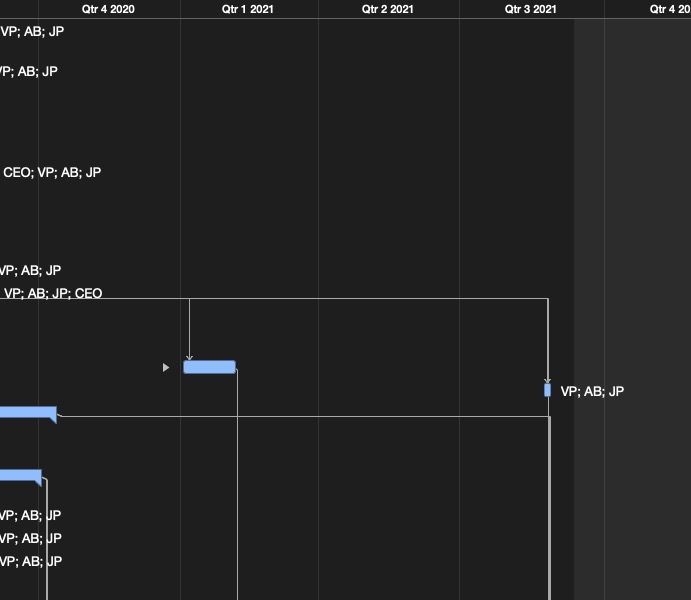 Qtr 4 2020 Qtr 1 2021 Qtr 2 2021 Qtr 3 2021 Qtr 4 20
VP; AB; JP
VP; AB; JP
CEO; VP; AB; JP
VP; AB; JP
VP; AB; JP; CEO
VP; AB; JP
VP; AB; JP
VP; AB; JP
VP; AB; JP